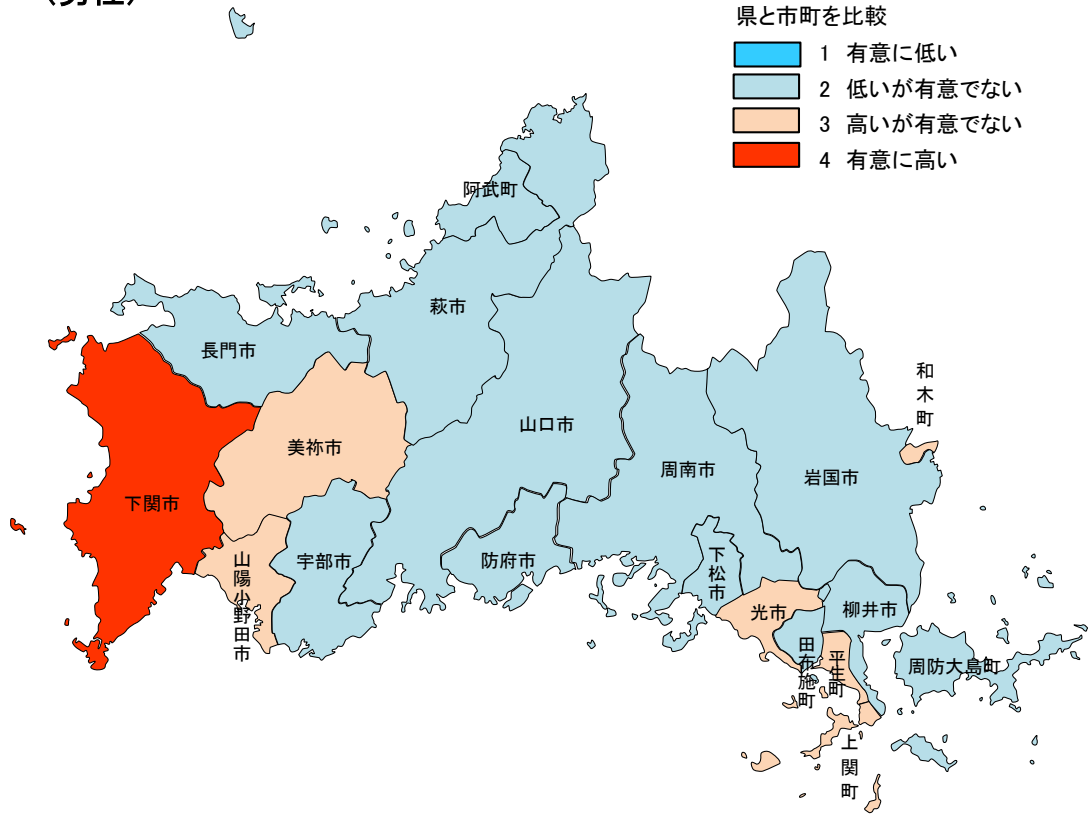 県と市町を比較
1 有意に低い
2 低いが有意でない
3 高いが有意でない
4 有意に高い
阿武町
萩市
長門市
和木町
山口市
美祢市
周南市
岩国市
下関市
宇部市
防府市
下松市
山陽小野田市
光市
柳井市
田布施町
平生町
周防大島町
上関町